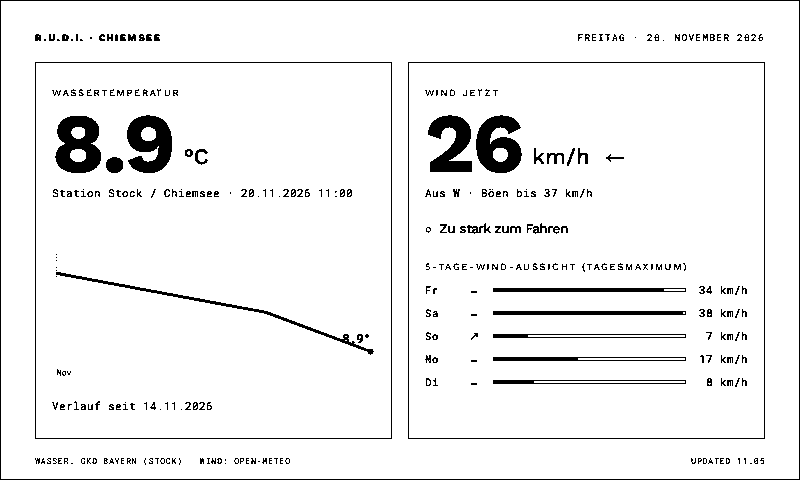 R.U.D.I. · CHIEMSEE
FREITAG · 20. NOVEMBER 2026
WASSERTEMPERATUR
8.9 °C
Station Stock / Chiemsee · 20.11.2026 11:00
8.9°
Nov
Verlauf seit 14.11.2026
WIND JETZT
26 km/h ←
Aus W · Böen bis 37 km/h
Zu stark zum Fahren
5-TAGE-WIND-AUSSICHT (TAGESMAXIMUM)
Fr – 34 km/h
Sa – 38 km/h
So ↗ 7 km/h
Mo – 17 km/h
Di – 8 km/h
WASSER: GKD BAYERN (STOCK) WIND: OPEN-METEO
UPDATED 11:05